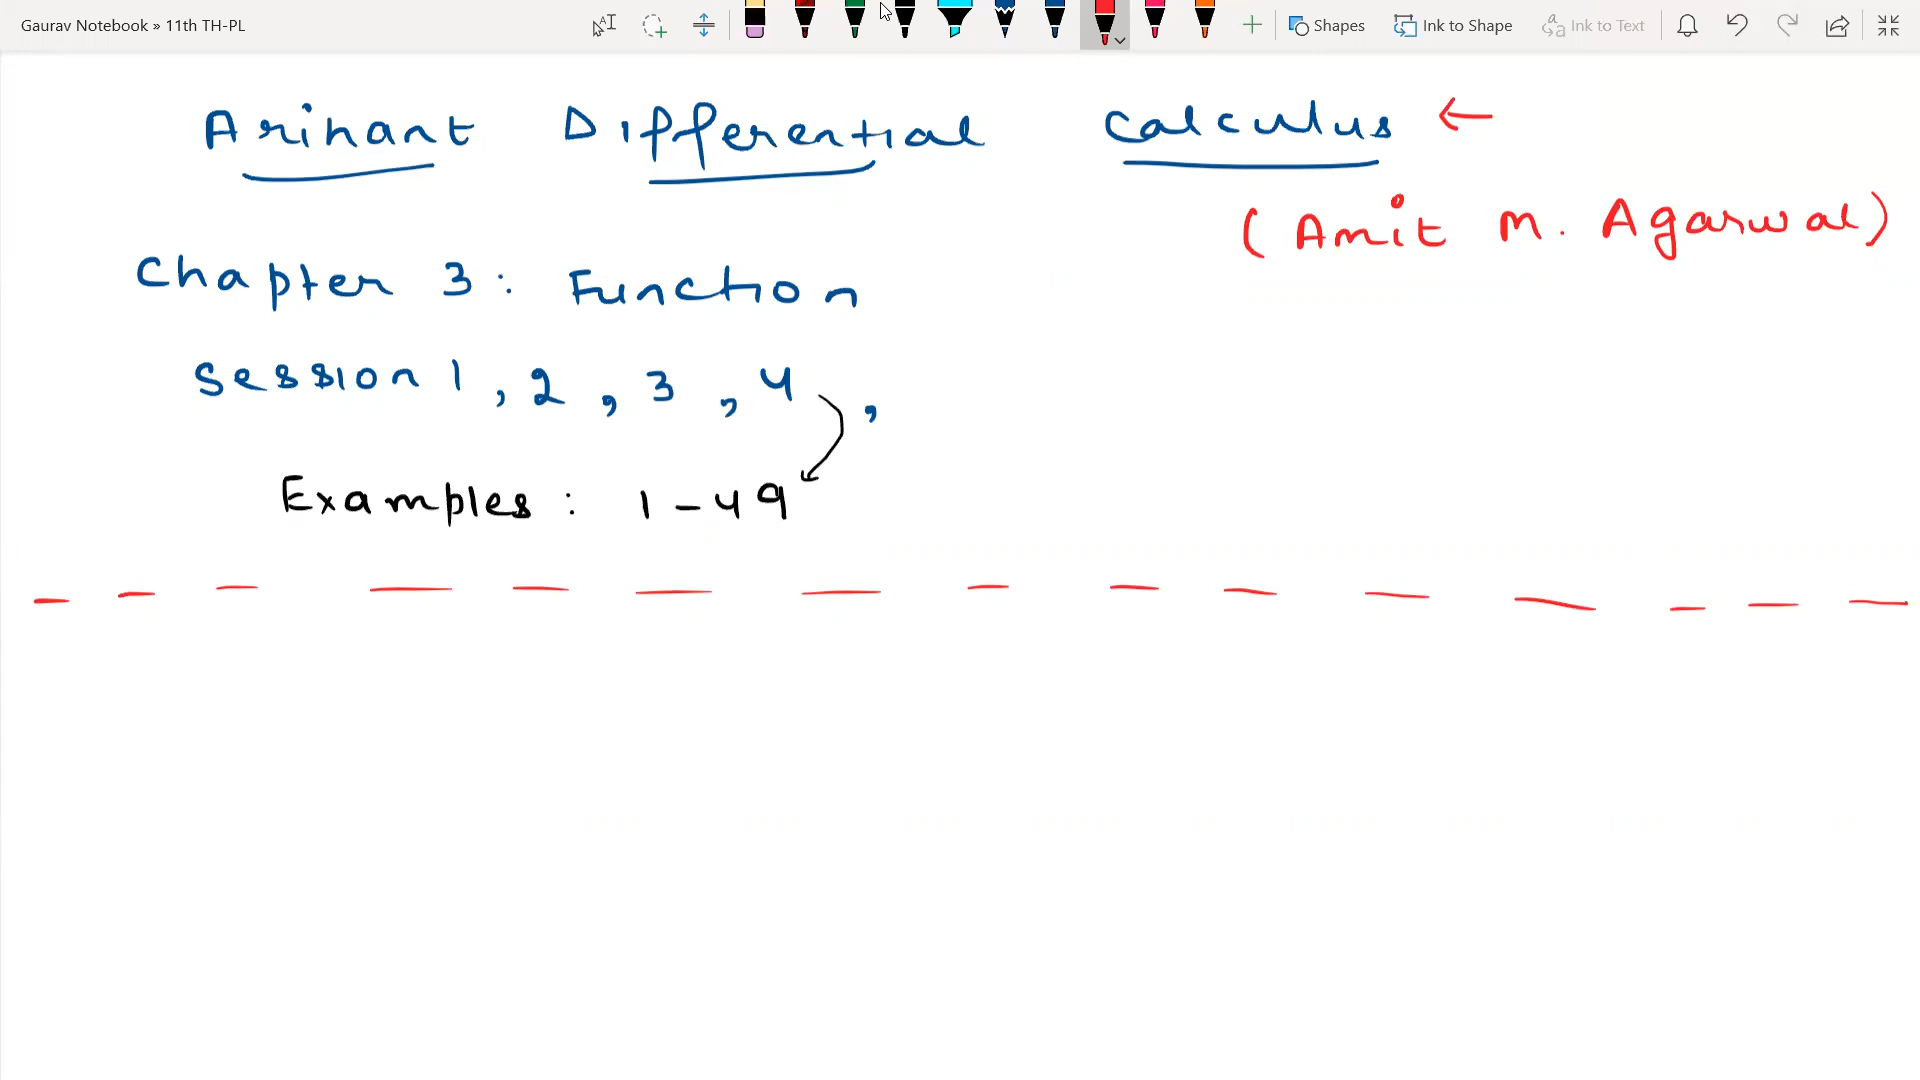 Gaurav Notebook » 11th TH-PL
Shapes
Ink to Shape
Ink to Text
Arihant Differential Calculus ←
(Amit M. Agarwal)
Chapter 3 : Function
Session 1 , 2 , 3 , 4 ,
Examples : 1 – 49